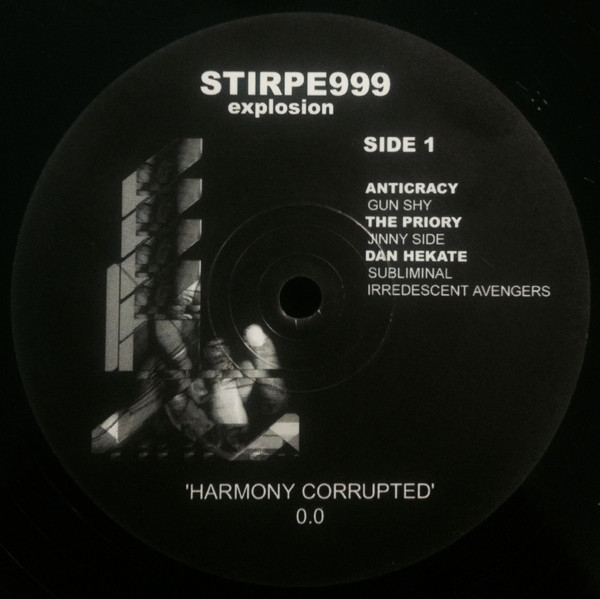 STIRPE999
explosion
SIDE 1
ANTICRACY
GUN SHY
THE PRIORY
JINNY SIDE
DAN HEKATE
SUBLIMINAL
IRREDESCENT AVENGERS
'HARMONY CORRUPTED'
0.0